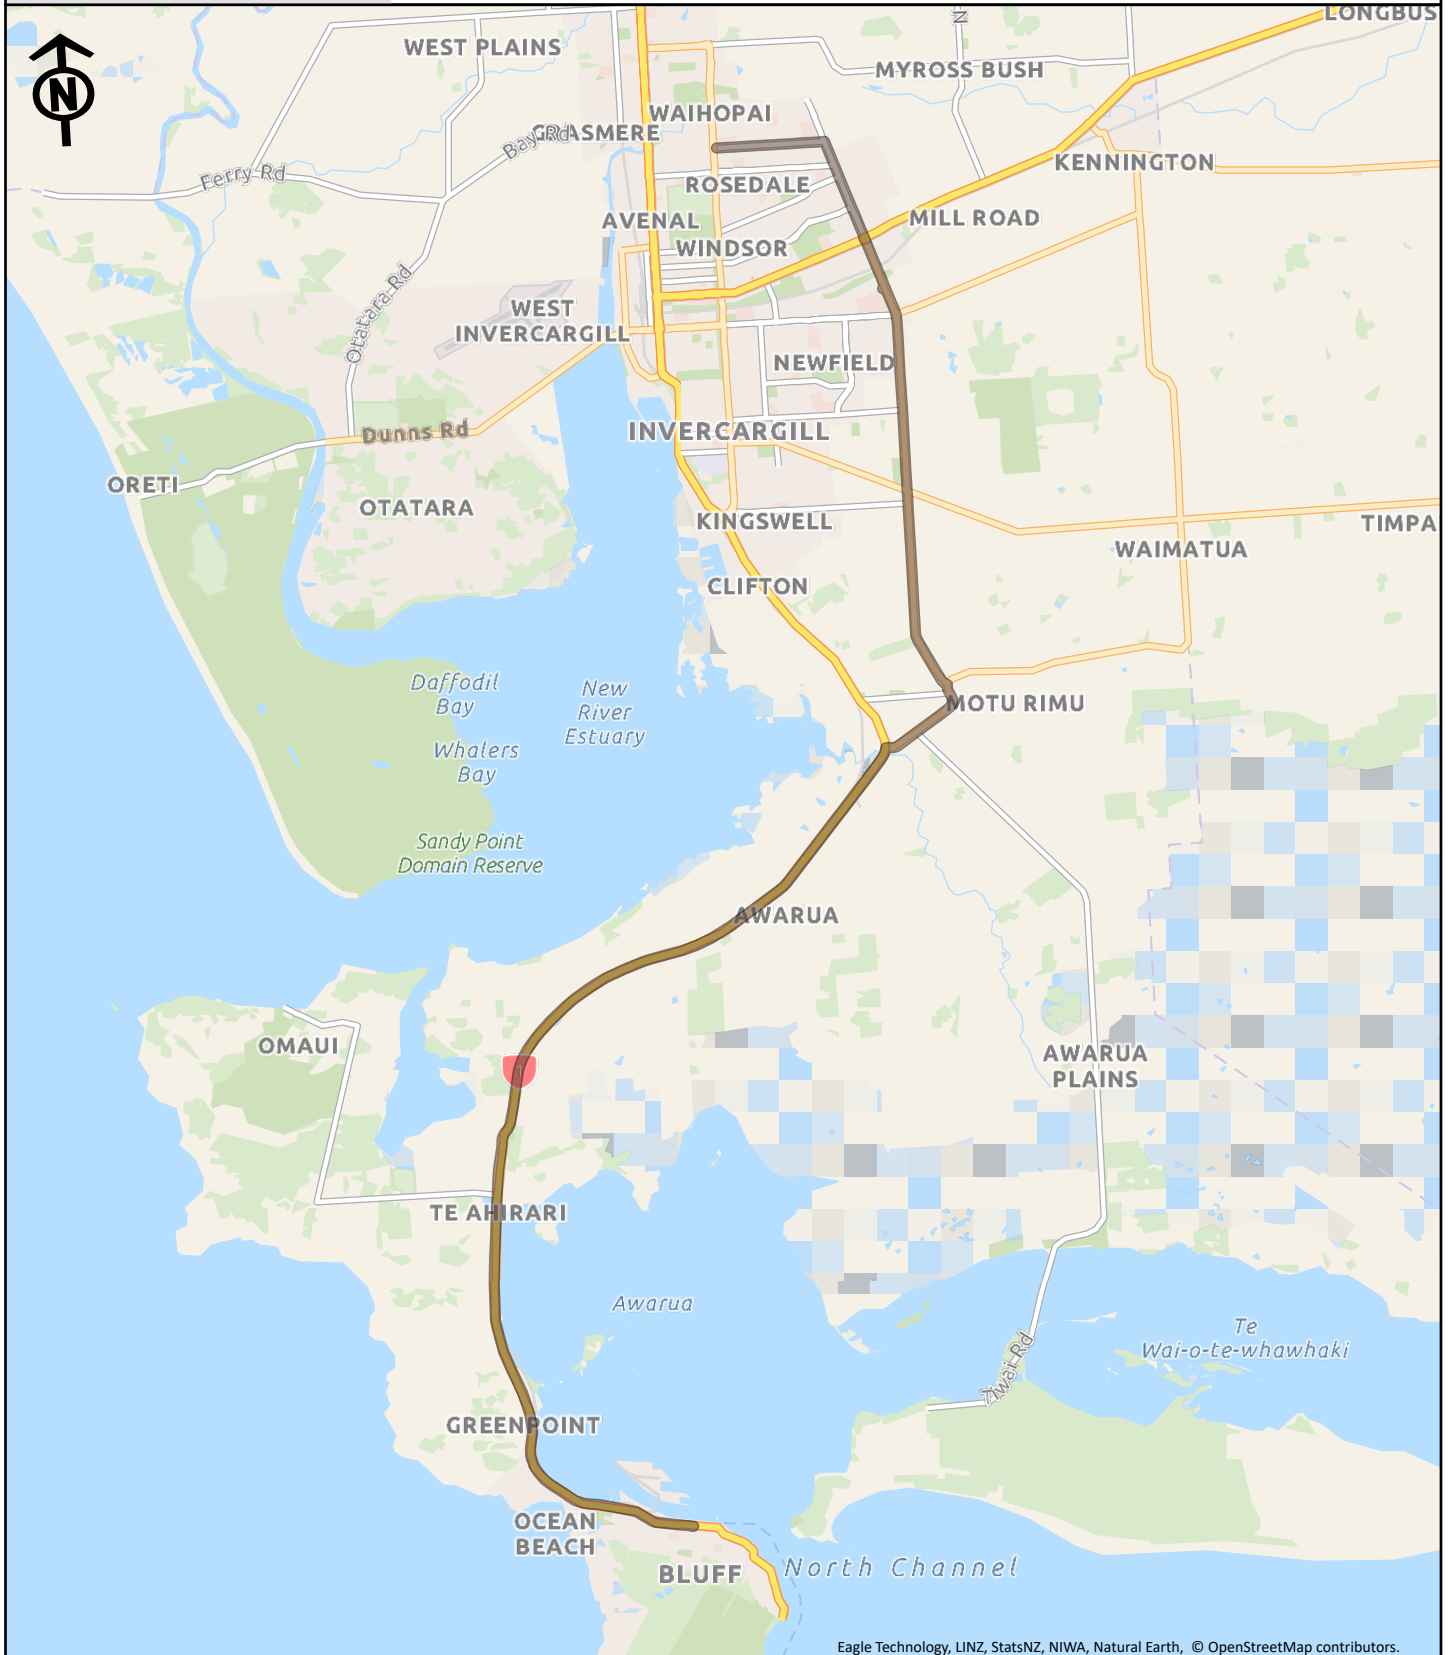 LONGBUS
N
WEST PLAINS
MYROSS BUSH
N
WAIHOPAI
GRASMERE
Bay Rd
KENNINGTON
Ferry Rd
ROSEDALE
AVENAL
MILL ROAD
WINDSOR
Otatara Rd
WEST
INVERCARGILL
NEWFIELD
Dunns Rd
INVERCARGILL
ORETI
OTATARA
KINGSWELL
TIMPA
WAIMATUA
CLIFTON
Daffodil
Bay
New
River
Estuary
MOTU RIMU
Whalers
Bay
Sandy Point
Domain Reserve
AWARUA
OMAUI
AWARUA
PLAINS
1
TE AHIRARI
Awarua
Te
Wai-o-te-whawhaki
Tiwai Rd
GREENPOINT
OCEAN
BEACH
BLUFF
North Channel
Eagle Technology, LINZ, StatsNZ, NIWA, Natural Earth, © OpenStreetMap contributors.